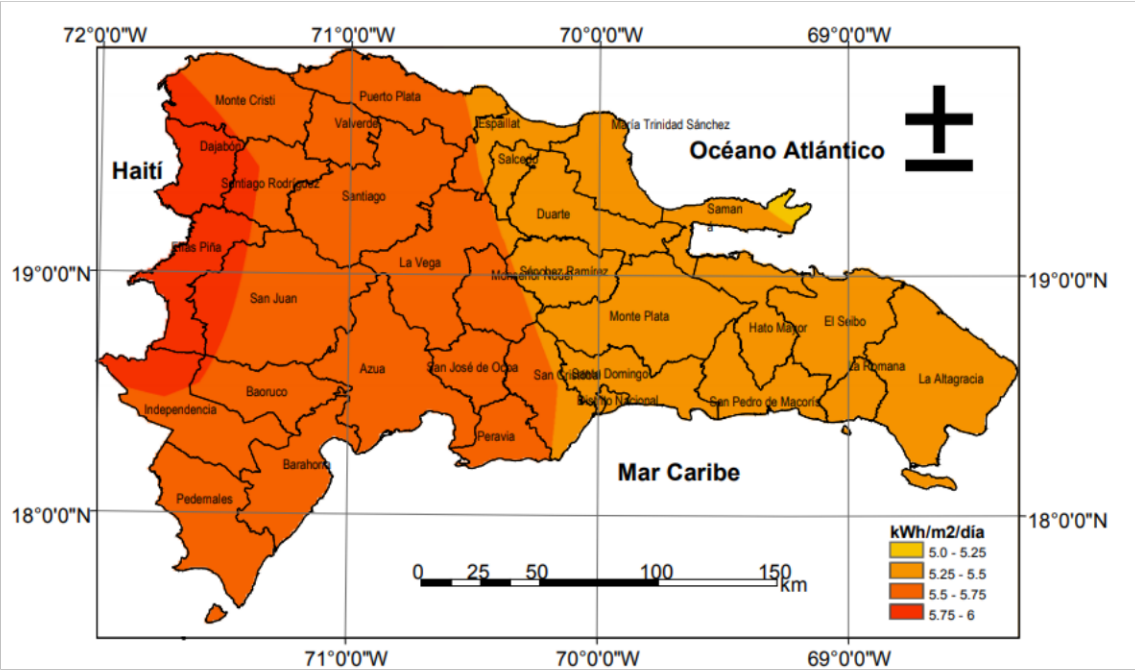 72°0'0"W
71°0'0"W
70°0'0"W
69°0'0"W
Monte Cristi
Puerto Plata
Valverde
Espaillat
María Trinidad Sánchez
Océano Atlántico
Haití
Dajabón
Salcedo
Santiago Rodríguez
Santiago
Duarte
Saman
á
Elías Piña
La Vega
Sánchez Ramírez
Monseñor Nouel
19°0'0"N
19°0'0"N
San Juan
Monte Plata
Hato Mayor
El Seibo
Azua
San José de Ocoa
San Cristóbal
Santo Domingo
La Romana
La Altagracia
Baoruco
Independencia
Distrito Nacional
San Pedro de Macorís
Peravia
Barahona
Mar Caribe
Pedernales
18°0'0"N
18°0'0"N
kWh/m2/día
5.0 - 5.25
5.25 - 5.5
5.5 - 5.75
5.75 - 6
0 25 50 100 150
km
71°0'0"W
70°0'0"W
69°0'0"W